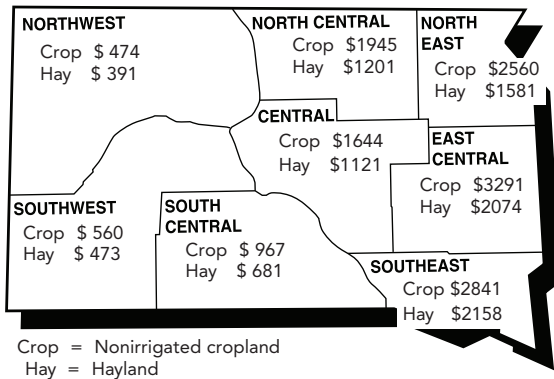 NORTHWEST
Crop $ 474
Hay $ 391
NORTH CENTRAL
Crop $1945
Hay $1201
NORTH
EAST
Crop $2560
Hay $1581
CENTRAL
Crop $1644
Hay $1121
EAST
CENTRAL
Crop $3291
Hay $2074
SOUTHWEST
Crop $ 560
Hay $ 473
SOUTH
CENTRAL
Crop $ 967
Hay $ 681
SOUTHEAST
Crop $2841
Hay $2158
Crop = Nonirrigated cropland
Hay = Hayland